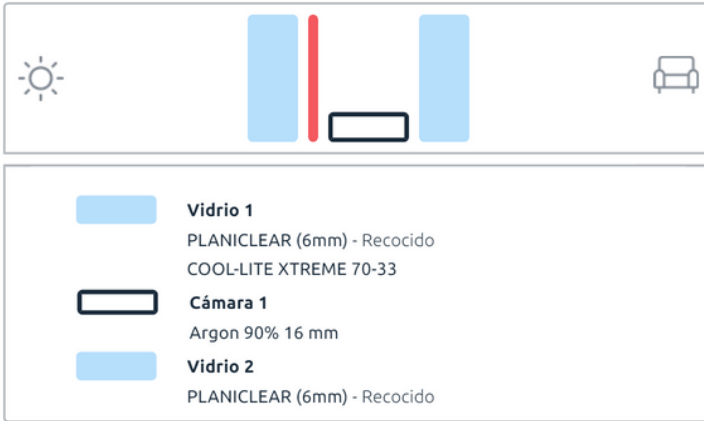 Vidrio 1
PLANICLEAR (6mm) - Recocido
COOL-LITE XTREME 70-33
Cámara 1
Argon 90% 16 mm
Vidrio 2
PLANICLEAR (6mm) - Recocido